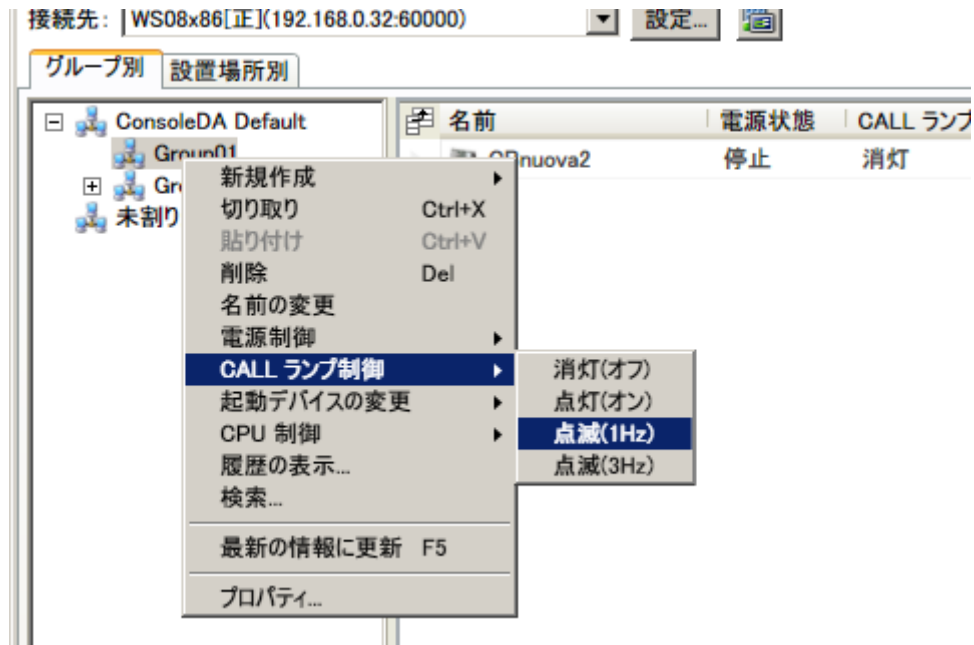 接続先: WS08x86[正](192.168.0.32:60000) 設定...
グループ別 設置場所別
ConsoleDA Default
Group01
未割り
名前 電源状態 CALL ランプ
停止 消灯
新規作成
切り取り Ctrl+X
貼り付け Ctrl+V
削除 Del
名前の変更
電源制御
CALL ランプ制御
起動デバイスの変更
CPU 制御
履歴の表示...
検索...
最新の情報に更新 F5
プロパティ...
消灯(オフ)
点灯(オン)
点滅(1Hz)
点滅(3Hz)